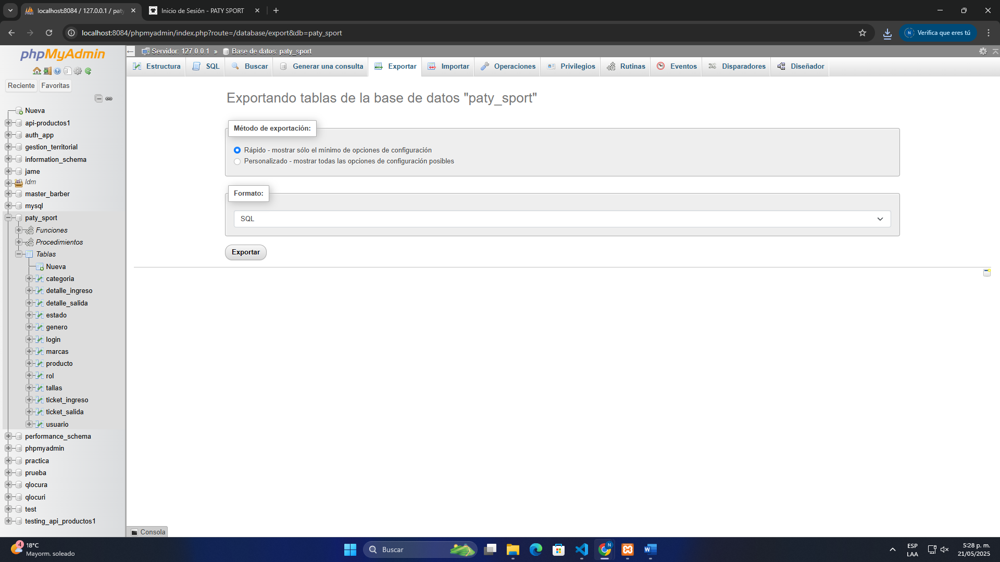 localhost:8084 / 127.0.0.1 / paty
Inicio de Sesión - PATY SPORT
localhost:8084/phpmyadmin/index.php?route=/database/export&db=paty_sport
N
Verifica que eres tú
phpMyAdmin
Reciente
Favoritas
Nueva
api-productos1
auth_app
gestion_territorial
information_schema
jame
ldm
master_barber
mysql
paty_sport
Funciones
Procedimientos
Tablas
Nueva
categoria
detalle_ingreso
detalle_salida
estado
genero
login
marcas
producto
rol
tallas
ticket_ingreso
ticket_salida
usuario
performance_schema
phpmyadmin
practica
prueba
qlocura
qlocuri
test
testing_api_productos1
Servidor: 127.0.0.1 » Base de datos: paty_sport
Estructura
SQL
Buscar
Generar una consulta
Exportar
Importar
Operaciones
Privilegios
Rutinas
Eventos
Disparadores
Diseñador
Exportando tablas de la base de datos "paty_sport"
Método de exportación:
Rápido - mostrar sólo el mínimo de opciones de configuración
Personalizado - mostrar todas las opciones de configuración posibles
Formato:
SQL
Exportar
Consola
4
18°C
Mayorm. soleado
Buscar
N
W
ESP
LAA
5:28 p. m.
21/05/2025